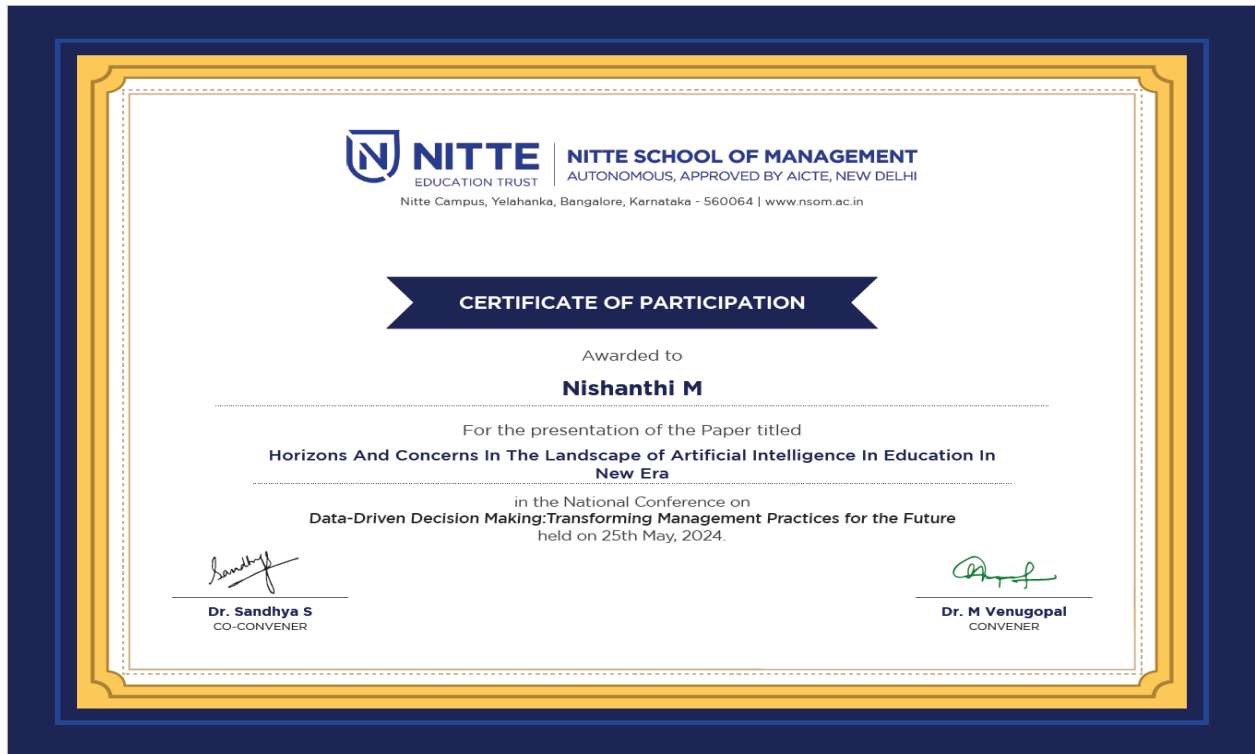 NITTE
EDUCATION TRUST
NITTE SCHOOL OF MANAGEMENT
AUTONOMOUS, APPROVED BY AICTE, NEW DELHI
Nitte Campus, Yelahanka, Bangalore, Karnataka - 560064 | www.nsom.ac.in
CERTIFICATE OF PARTICIPATION
Awarded to
Nishanthi M
For the presentation of the Paper titled
Horizons And Concerns In The Landscape of Artificial Intelligence In Education In
New Era
in the National Conference on
Data-Driven Decision Making:Transforming Management Practices for the Future
held on 25th May, 2024.
Sandhya
Dr. Sandhya S
CO-CONVENER
Dr. M Venugopal
CONVENER